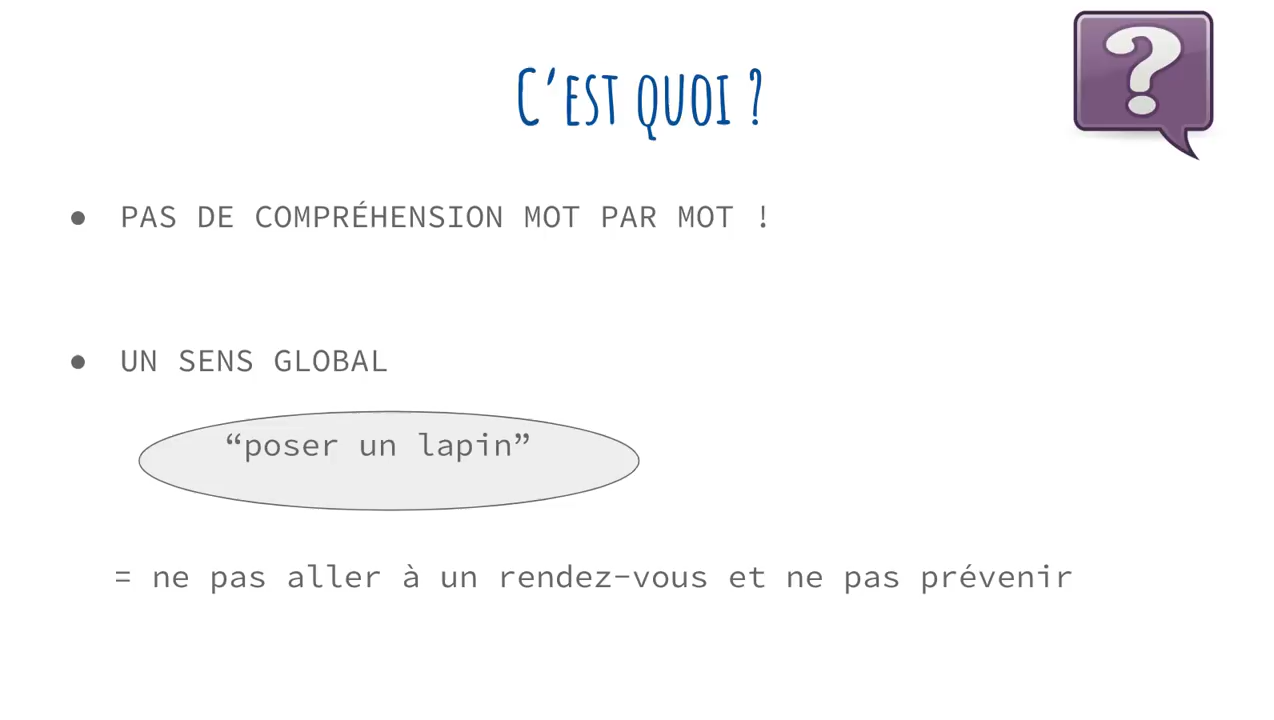 C'EST QUOI ?
● PAS DE COMPRÉHENSION MOT PAR MOT !
● UN SENS GLOBAL
“poser un lapin”
= ne pas aller à un rendez-vous et ne pas prévenir